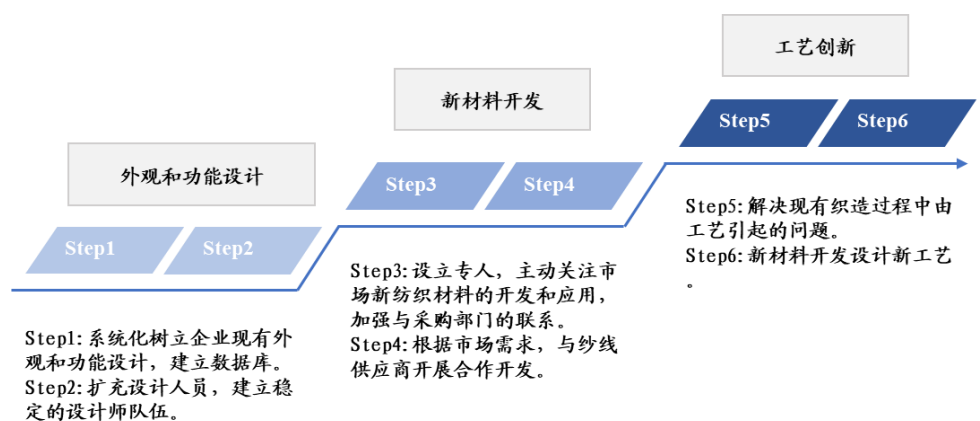 外观和功能设计
Step1
Step2
Step1:系统化树立企业现有外
观和功能设计，建立数据库。
Step2:扩充设计人员，建立稳
定的设计师队伍。
新材料开发
Step3
Step4
Step3:设立专人，主动关注市
场新纺织材料的开发和应用，
加强与采购部门的联系。
Step4:根据市场需求，与纱线
供应商开展合作开发。
工艺创新
Step5
Step6
Step5:解决现有织造过程中由
工艺引起的问题。
Step6:新材料开发设计新工艺
。